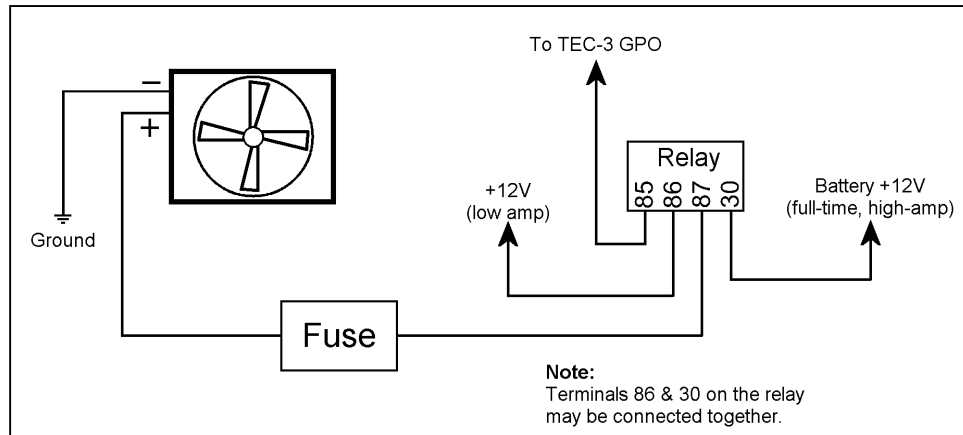 To TEC-3 GPO
−
+
Relay
85 86 87 30
+12V
(low amp)
Battery +12V
(full-time, high-amp)
Ground
Fuse
Note:
Terminals 86 & 30 on the relay
may be connected together.